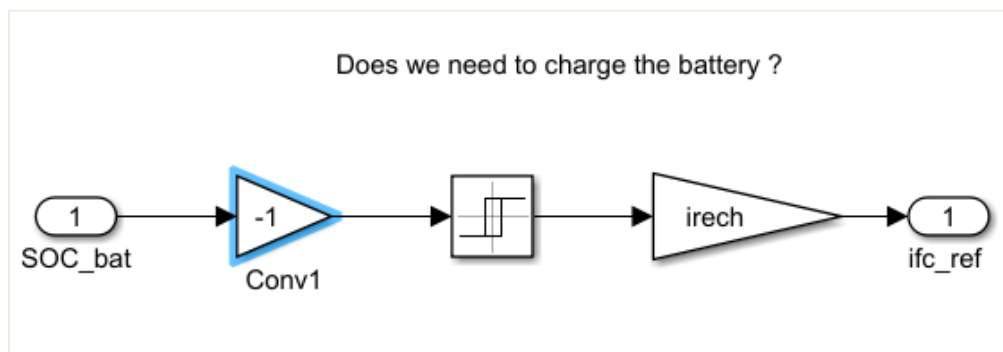 Does we need to charge the battery ?
1
-1
irech
1
SOC_bat
Conv1
ifc_ref